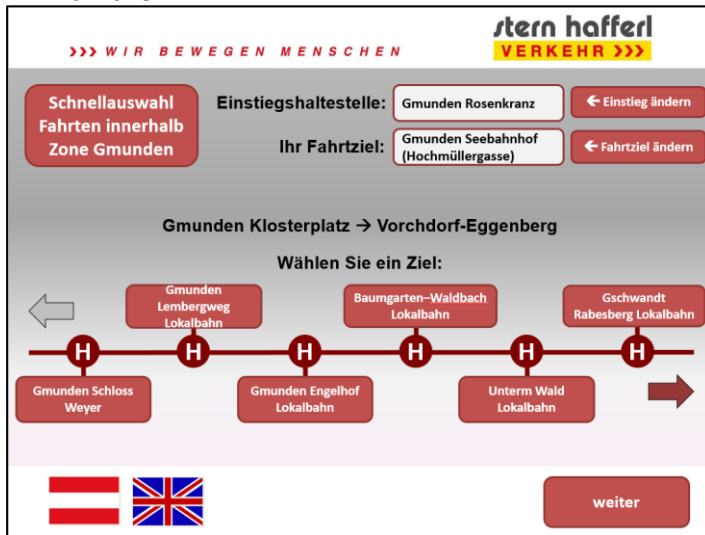 stern hafferl
>>> WIR BEWEGEN MENSCHEN
VERKEHR >>>
Schnellauswahl
Fahrten innerhalb
Zone Gmunden
Einstiegshaltestelle:
Gmunden Rosenkranz
← Einstieg ändern
Ihr Fahrtziel:
Gmunden Seebahnhof
(Hochmüllergasse)
← Fahrtziel ändern
Gmunden Klosterplatz → Vorchdorf-Eggenberg
Wählen Sie ein Ziel:
Gmunden
Lembergweg
Lokalbahn
Baumgarten–Waldbach
Lokalbahn
Gschwandt
Rabesberg Lokalbahn
H H H H H H
Gmunden Schloss
Weyer
Gmunden Engelhof
Lokalbahn
Unterm Wald
Lokalbahn
weiter